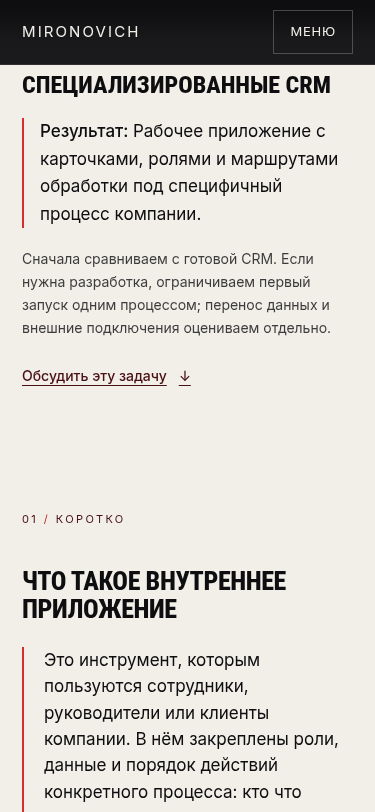 MIRONOVICH
МЕНЮ
СПЕЦИАЛИЗИРОВАННЫЕ CRM
Результат: Рабочее приложение с
карточками, ролями и маршрутами
обработки под специфичный
процесс компании.
Сначала сравниваем с готовой CRM. Если
нужна разработка, ограничиваем первый
запуск одним процессом; перенос данных и
внешние подключения оцениваем отдельно.
Обсудить эту задачу ↓
01 / КОРОТКО
ЧТО ТАКОЕ ВНУТРЕННЕЕ
ПРИЛОЖЕНИЕ
Это инструмент, которым
пользуются сотрудники,
руководители или клиенты
компании. В нём закреплены роли,
данные и порядок действий
конкретного процесса: кто что